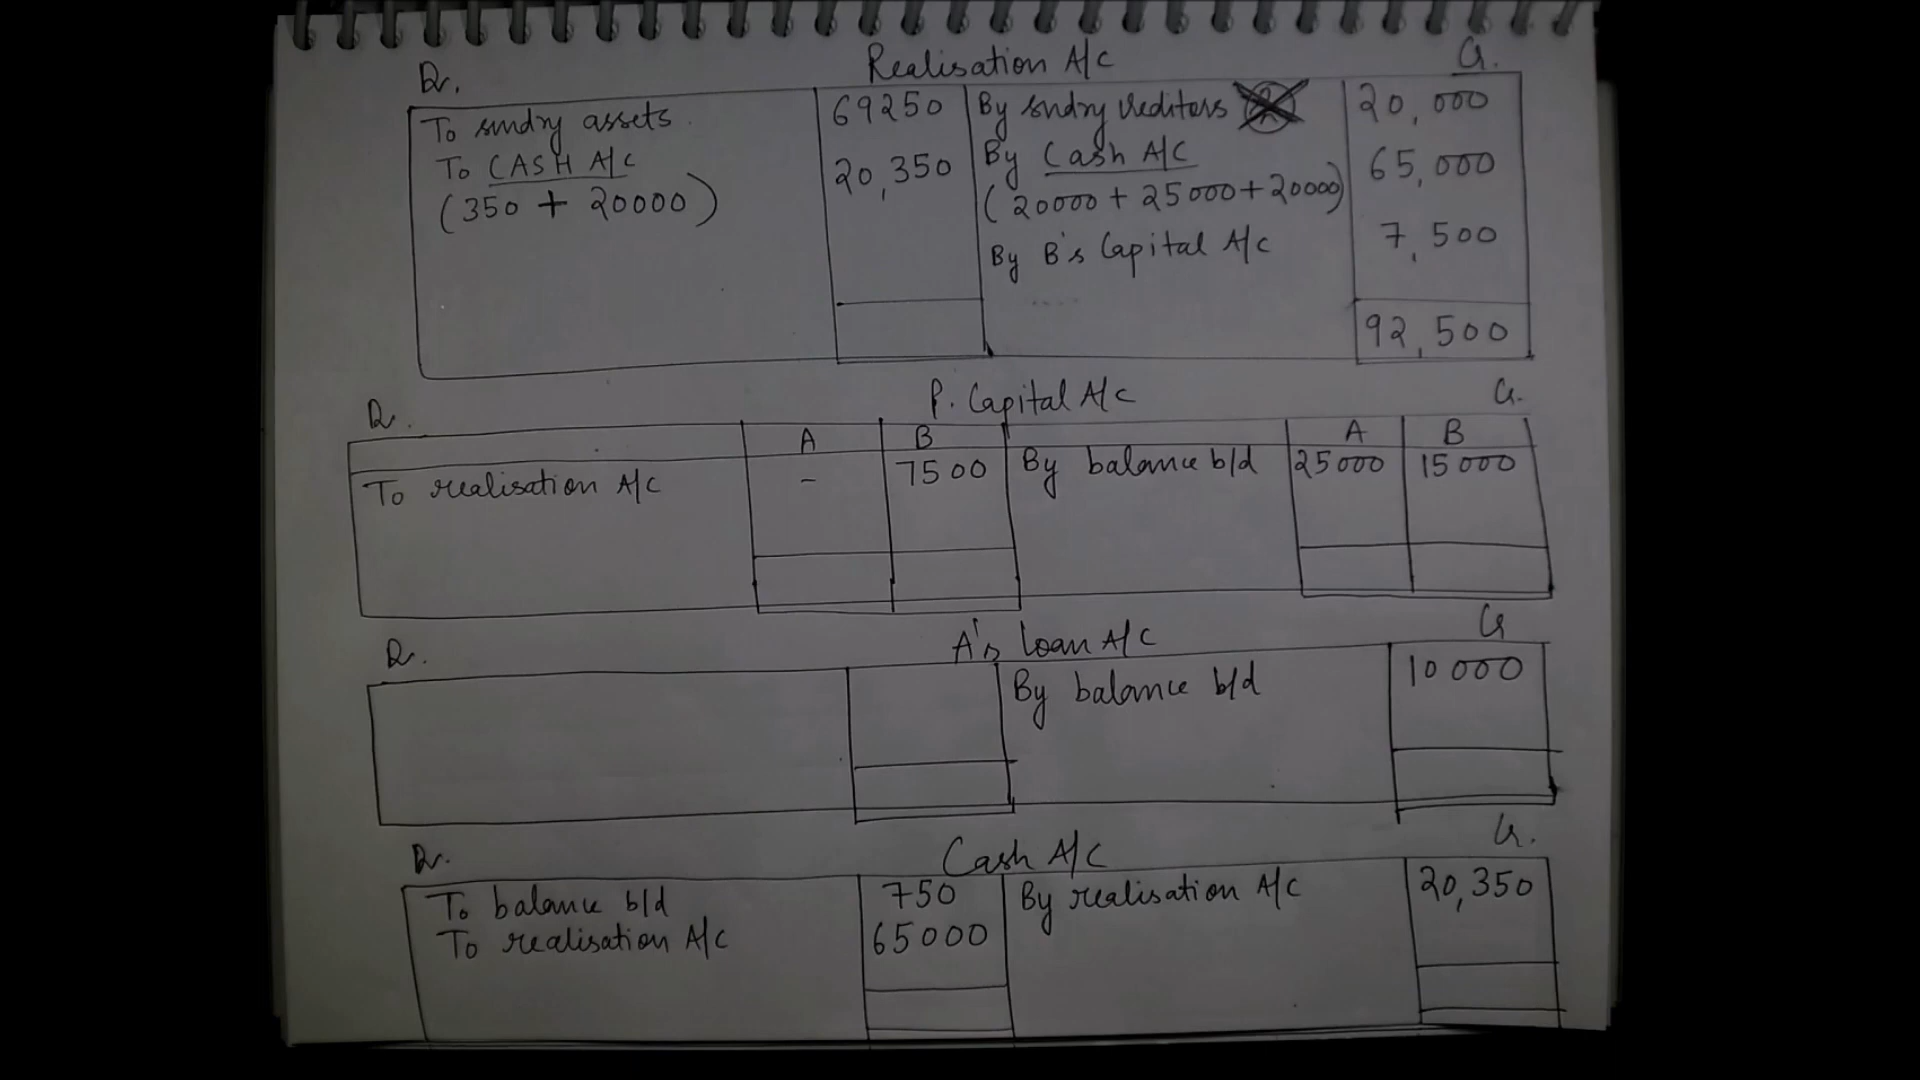 Realisation A/c
Dr. Cr.
To sundry assets 69250 By sndry creditors 20,000
To CASH A/c 20,350 By Cash A/c 65,000
(350 + 20000) (20000 + 25000 + 20000)
By B's Capital A/c 7,500
92,500
P. Capital A/c
Dr. Cr.
A B A B
To realisation A/c - 7500 By balance b/d 25000 15000
A's loan A/c
Dr. Cr
By balance b/d 10000
Cash A/c
Dr. Cr.
To balance b/d 750 By realisation A/c 20,350
To realisation A/c 65000